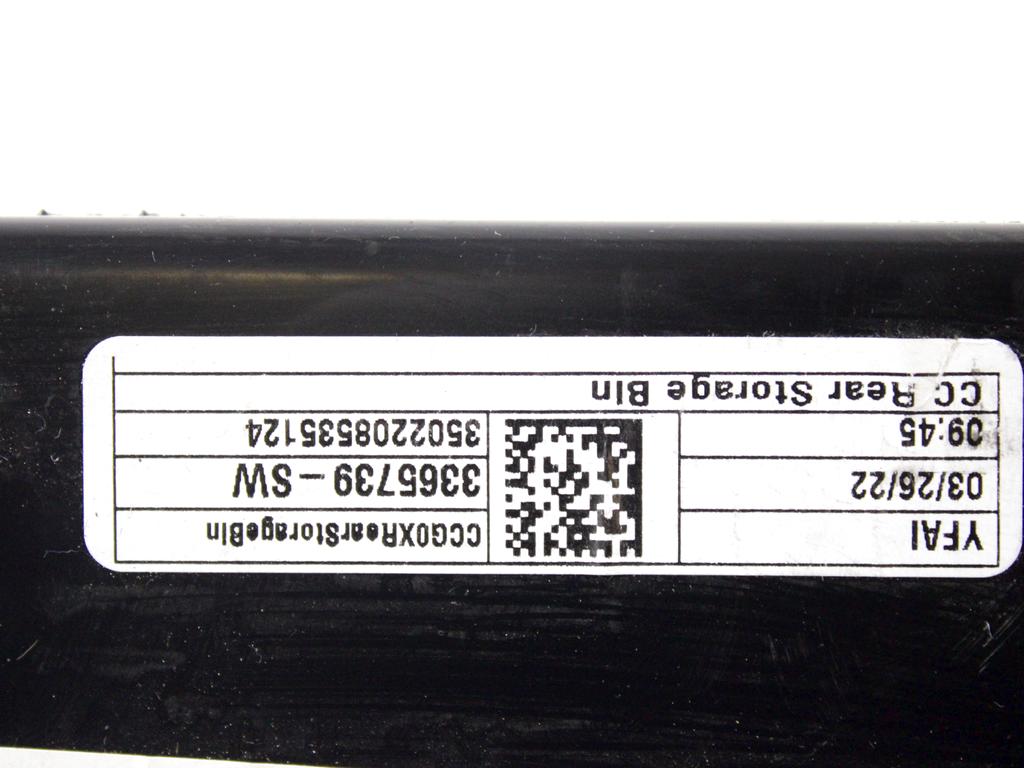 YFAI
CCG0XRearStorageBin
03/26/22
3365739-SW
09:45
3502208535124
CC Rear Storage Bin